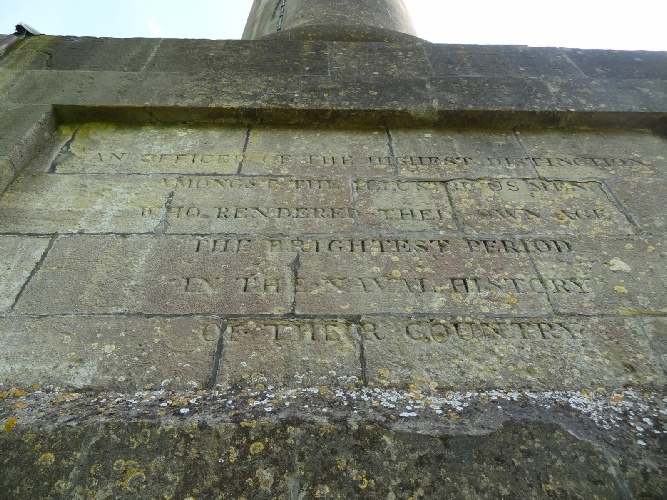 AN OFFICER OF THE HIGHEST DISTINCTION
AMONGST THE ILLUSTRIOUS MEN
WHO RENDERED THEIR OWN AGE
THE BRIGHTEST PERIOD
IN THE NAVAL HISTORY
OF THEIR COUNTRY